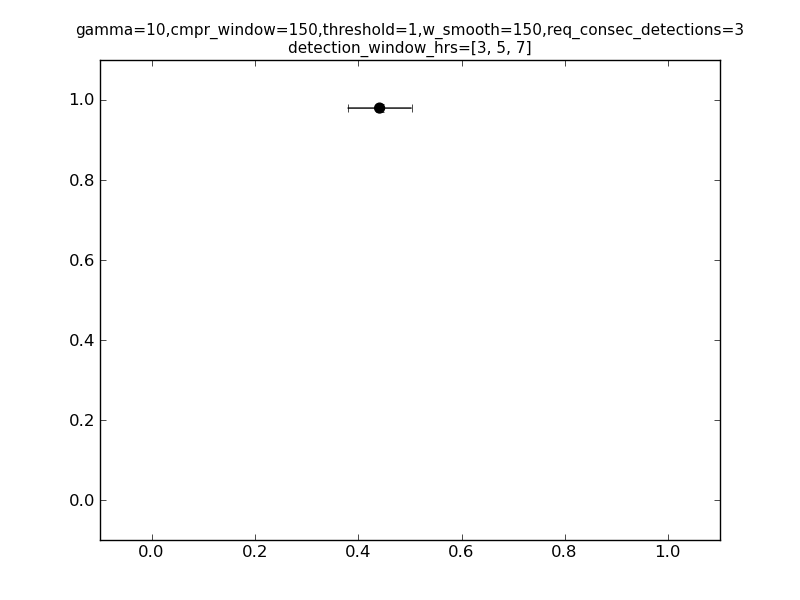 gamma=10,cmpr_window=150,threshold=1,w_smooth=150,req_consec_detections=3
detection_window_hrs=[3, 5, 7]
1.0
0.8
0.6
0.4
0.2
0.0
0.0 0.2 0.4 0.6 0.8 1.0